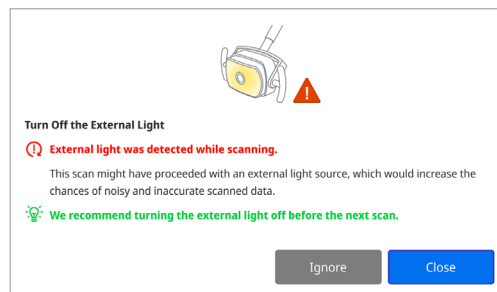 Turn Off the External Light
External light was detected while scanning.
This scan might have proceeded with an external light source, which would increase the
chances of noisy and inaccurate scanned data.
We recommend turning the external light off before the next scan.
Ignore
Close